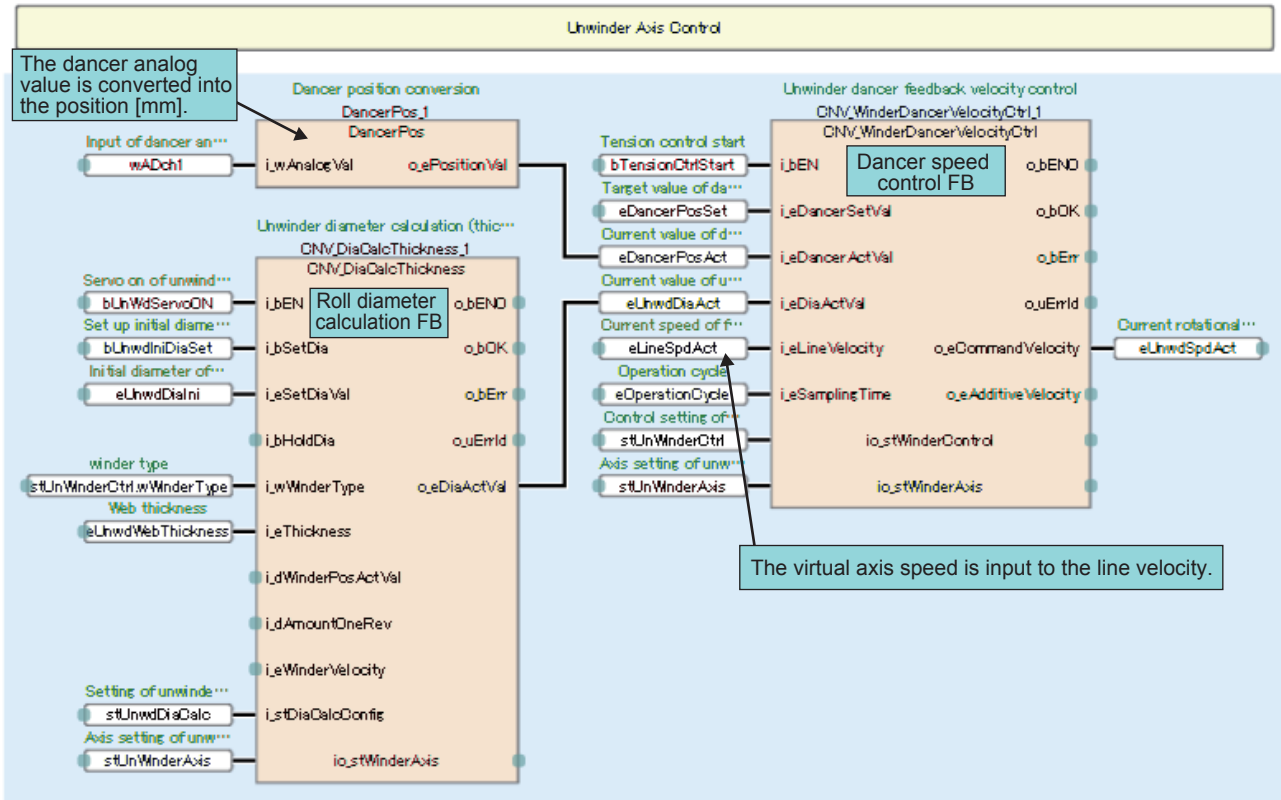 Unwinder Axis Control
The dancer analog
value is converted into
the position [mm].
Dancer position conversion
DancerPos_1
DancerPos
Input of dancer an…
wADch1
i_wAnalogVal
o_ePositionVal
Unwinder diameter calculation (thic…
CNV_DiaCalcThickness_1
CNV_DiaCalcThickness
Roll diameter
calculation FB
Servo on of unwind…
bUnWdServoON
i_bEN
o_bENO
Set up initial diame…
bUnwdIniDiaSet
i_bSetDia
o_bOK
Initial diameter of…
eUnwdDiaIni
i_eSetDiaVal
o_bErr
i_bHoldDia
o_uErrId
winder type
stUnWinderCtrl.wWinderType
i_wWinderType
o_eDiaActVal
Web thickness
eUnwdWebThickness
i_eThickness
i_dWinderPosActVal
i_dAmountOneRev
i_eWinderVelocity
Setting of unwinde…
stUnwdDiaCalc
i_stDiaCalcConfig
Axis setting of unw…
stUnWinderAxis
io_stWinderAxis
Unwinder dancer feedback velocity control
CNV_WinderDancerVelocityCtrl_1
CNV_WinderDancerVelocityCtrl
Dancer speed
control FB
Tension control start
bTensionCtrlStart
i_bEN
o_bENO
Target value of da…
eDancerPosSet
i_eDancerSetVal
o_bOK
Current value of d…
eDancerPosAct
i_eDancerActVal
o_bErr
Current value of u…
eUnwdDiaAct
i_eDiaActVal
o_uErrId
Current speed of f…
eLineSpdAct
i_eLineVelocity
o_eCommandVelocity
Current rotational…
eUnwdSpdAct
Operation cycle
eOperationCycle
i_eSamplingTime
o_eAdditiveVelocity
Control setting of…
stUnWinderCtrl
io_stWinderControl
Axis setting of unw…
stUnWinderAxis
io_stWinderAxis
The virtual axis speed is input to the line velocity.